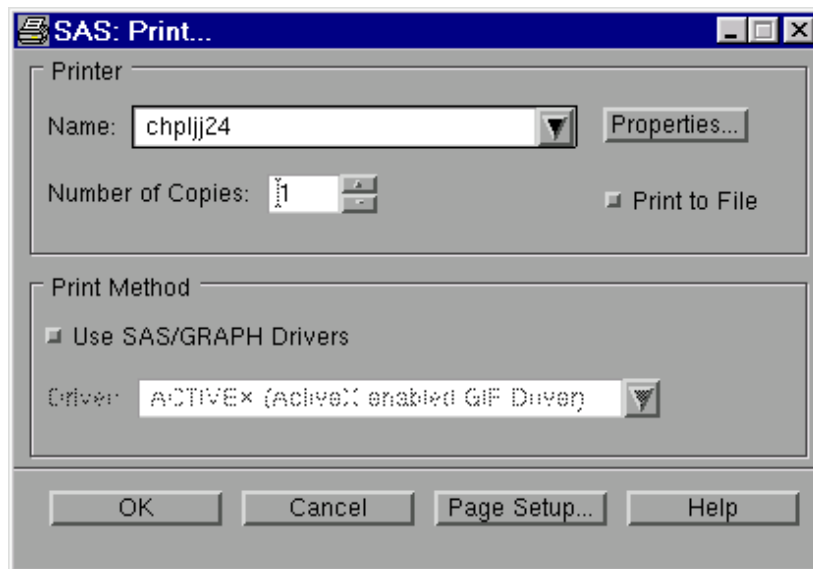 SAS: Print...
Printer
Name: chpljj24 Properties...
Number of Copies: 1 Print to File
Print Method
Use SAS/GRAPH Drivers
Driver: ACTIVEX (ActiveX enabled GIF Driver)
OK Cancel Page Setup... Help